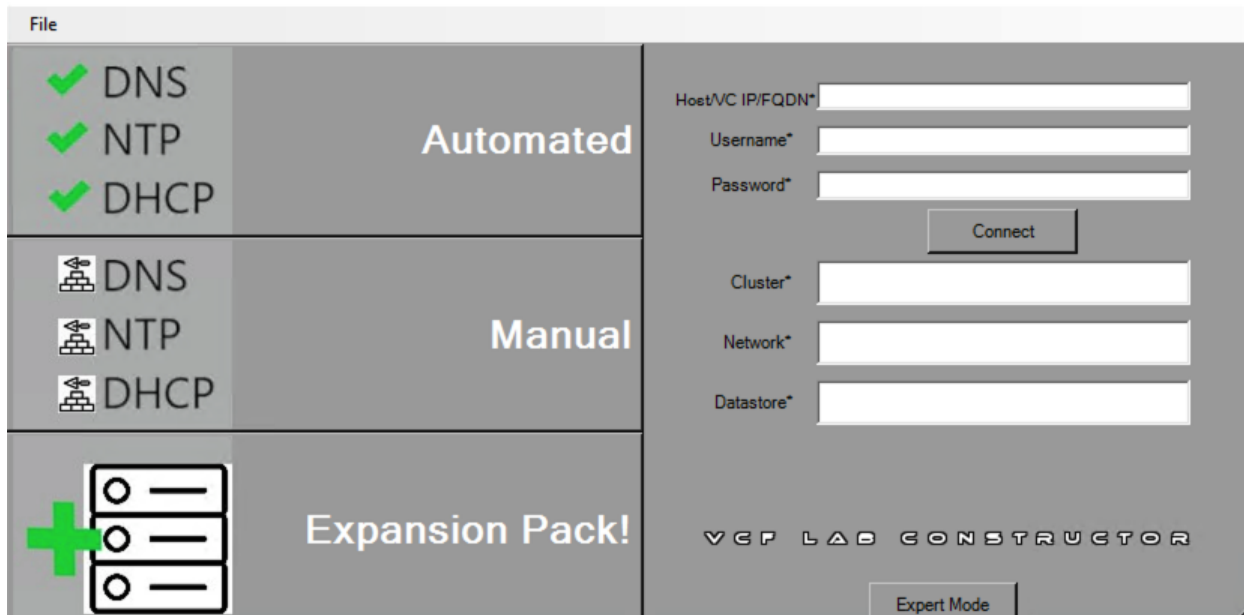 File
DNS
NTP
DHCP
Automated
DNS
NTP
DHCP
Manual
Expansion Pack!
Host/VC IP/FQDN*
Username*
Password*
Connect
Cluster*
Network*
Datastore*
VCF LAB CONSTRUCTOR
Expert Mode